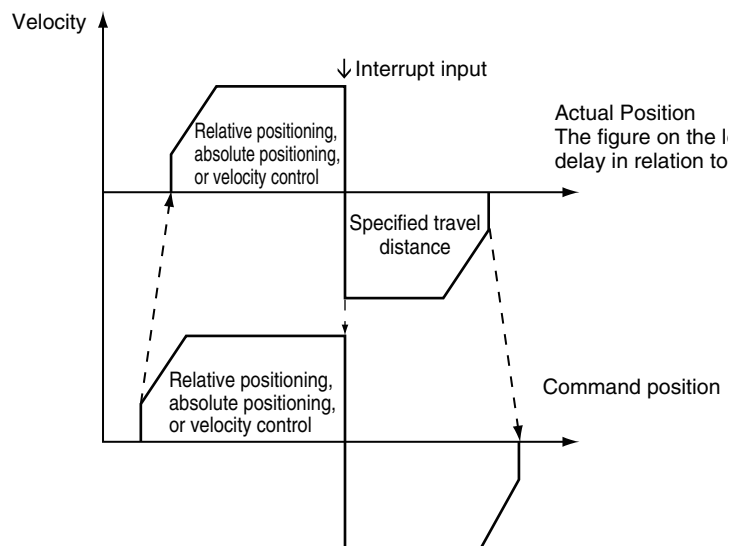 Velocity
Interrupt input
Relative positioning,
absolute positioning,
or velocity control
Actual Position
The figure on the
delay in relation to
Specified travel
distance
Relative positioning,
absolute positioning,
or velocity control
Command position